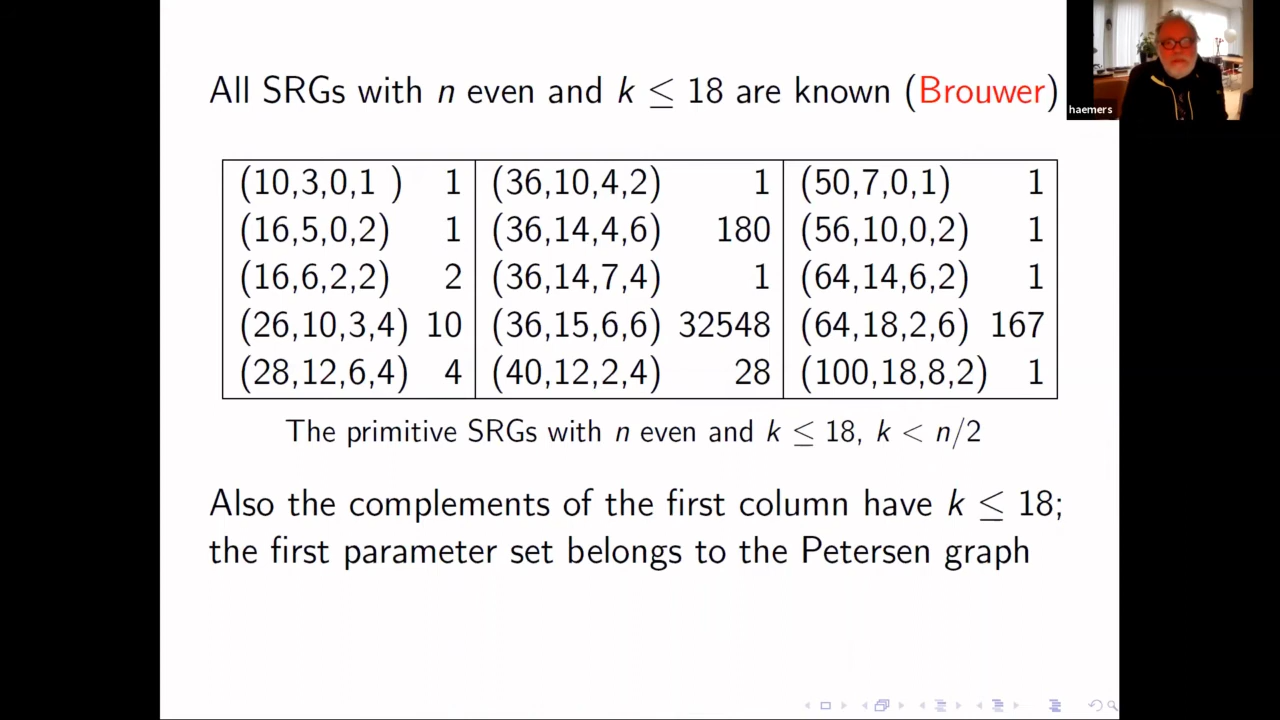 All SRGs with n even and k ≤ 18 are known (Brouwer)
haemers
(10,3,0,1 ) 1 (36,10,4,2) 1 (50,7,0,1) 1
(16,5,0,2) 1 (36,14,4,6) 180 (56,10,0,2) 1
(16,6,2,2) 2 (36,14,7,4) 1 (64,14,6,2) 1
(26,10,3,4) 10 (36,15,6,6) 32548 (64,18,2,6) 167
(28,12,6,4) 4 (40,12,2,4) 28 (100,18,8,2) 1
The primitive SRGs with n even and k ≤ 18, k < n/2
Also the complements of the first column have k ≤ 18;
the first parameter set belongs to the Petersen graph